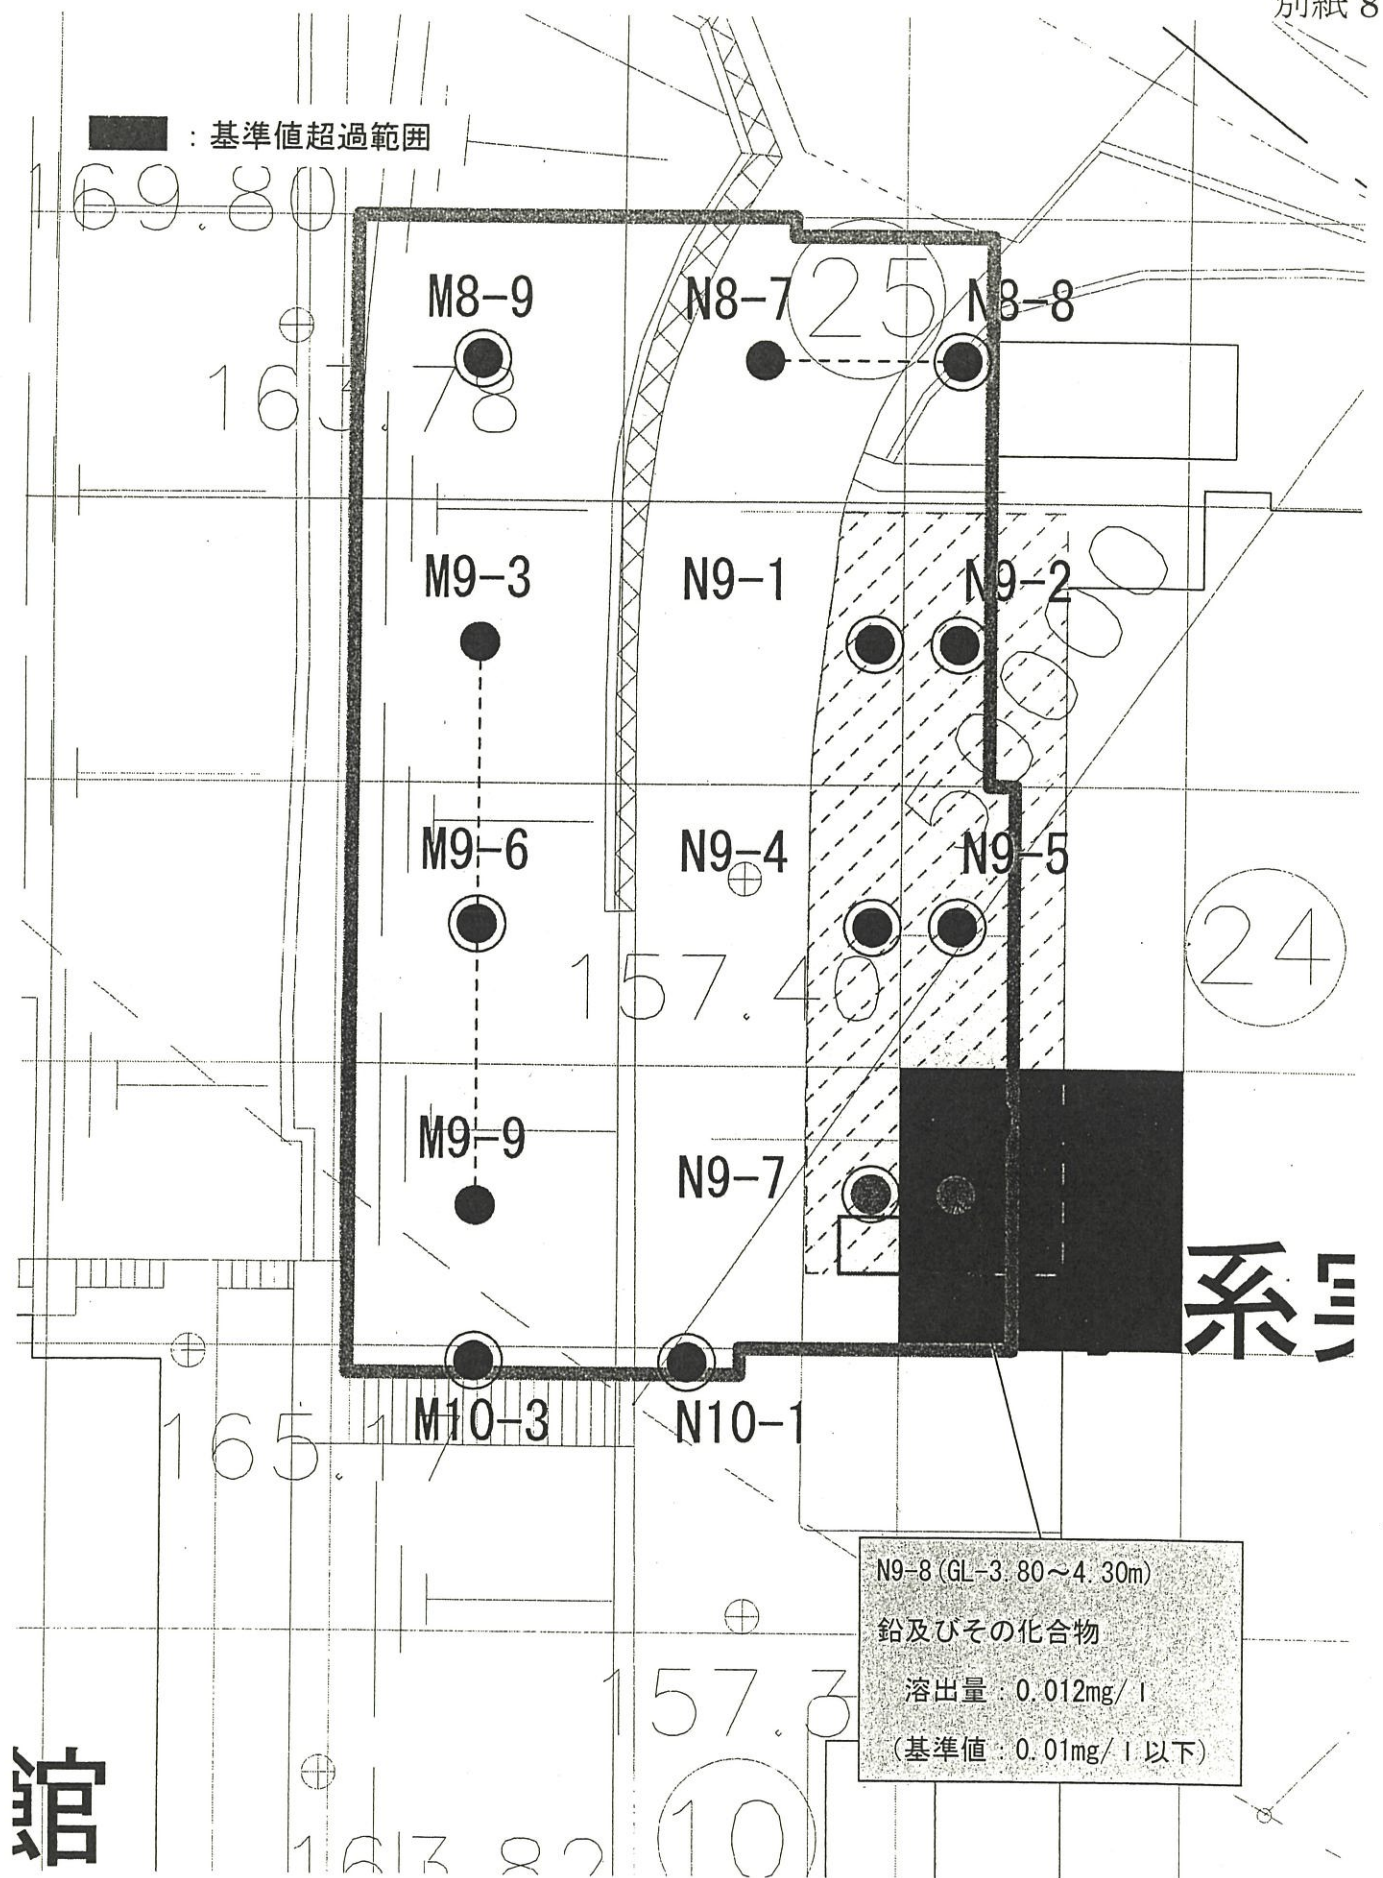 別紙 8
：基準値超過範囲
169.80
M8-9
N8-7
25
N8-8
163.78
M9-3
N9-1
N9-2
M9-6
N9-4
N9-5
157.40
24
M9-9
N9-7
系
M10-3
N10-1
165.17
N9-8(GL-3.80～4.30m)
鉛及びその化合物
溶出量：0.012mg/l
（基準値：0.01mg/l以下）
157.3
館
10
163.82